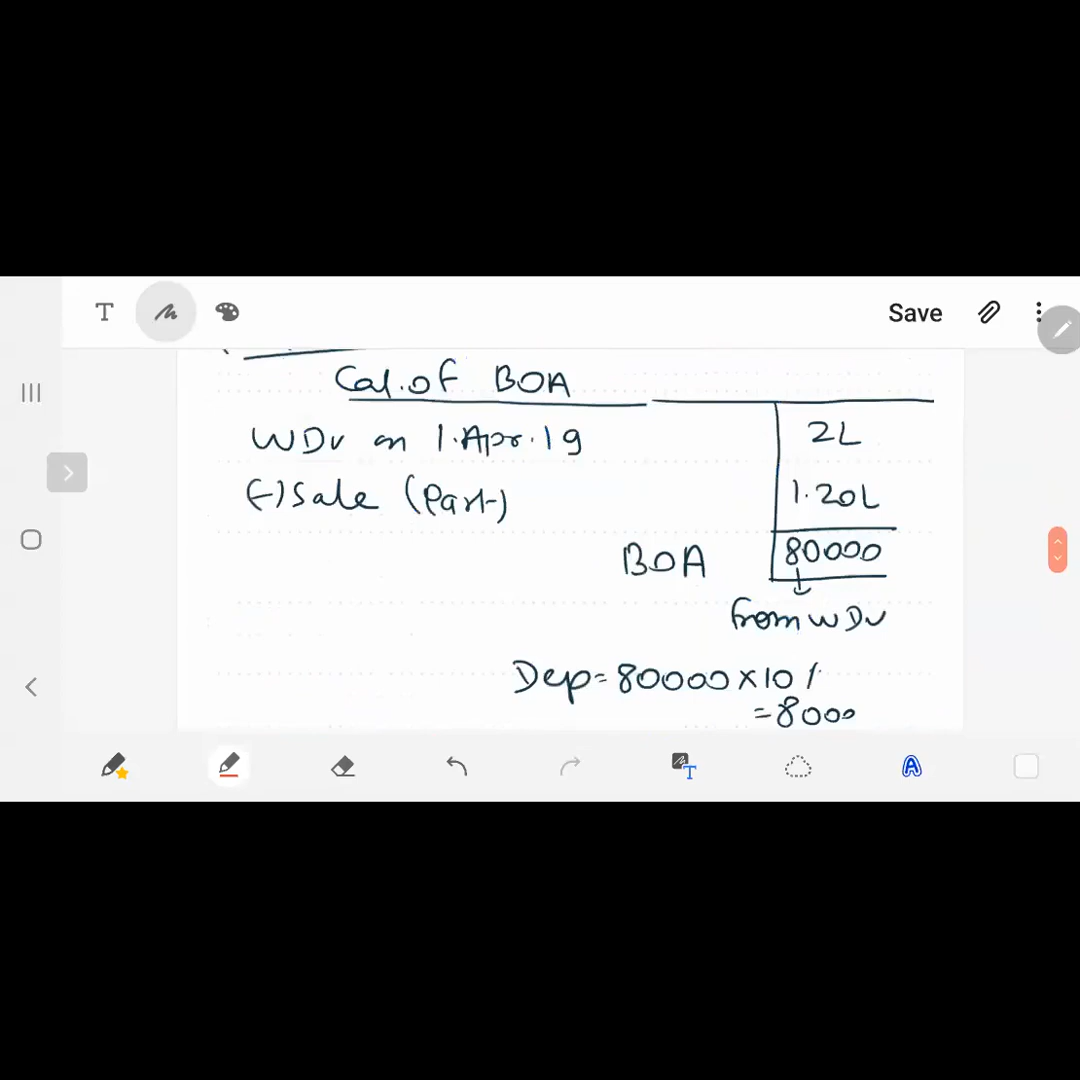 T
Save
Cal. of BOA
WDV on 1.Apr.19 2L
(-) Sale (Part) 1.20L
BOA 80000
from WDV
Dep = 80000 × 10 %
= 8000
T
A